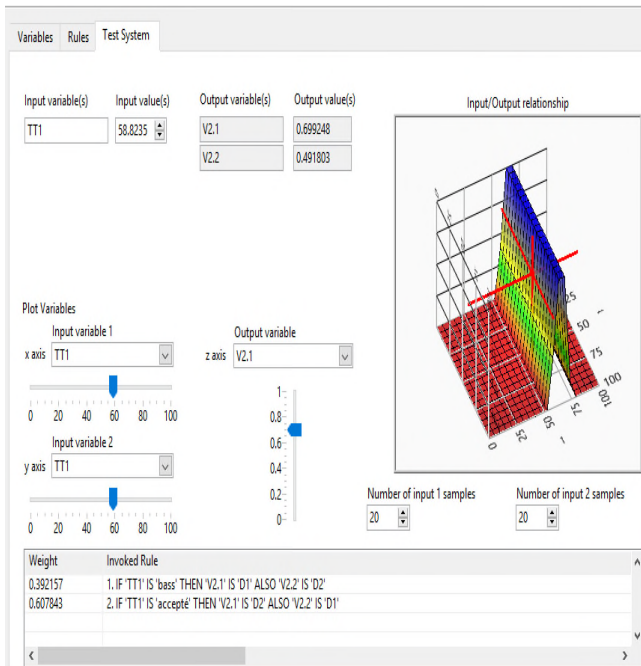 Variables Rules Test System
Input variable(s) Input value(s) Output variable(s) Output value(s) Input/Output relationship
TT1 58.8235 V2.1 0.699248
V2.2 0.491803
Plot Variables
Input variable 1 Output variable
x axis TT1 z axis V2.1
0 20 40 60 80 100
Input variable 2
y axis TT1
0 20 40 60 80 100
1
0.8
0.6
0.4
0.2
0
25
50
75
100
0 25 50 75 100
Number of input 1 samples Number of input 2 samples
20 20
Weight Invoked Rule
0.392157 1. IF 'TT1' IS 'bass' THEN 'V2.1' IS 'D1' ALSO 'V2.2' IS 'D2'
0.607843 2. IF 'TT1' IS 'accepté' THEN 'V2.1' IS 'D2' ALSO 'V2.2' IS 'D1'